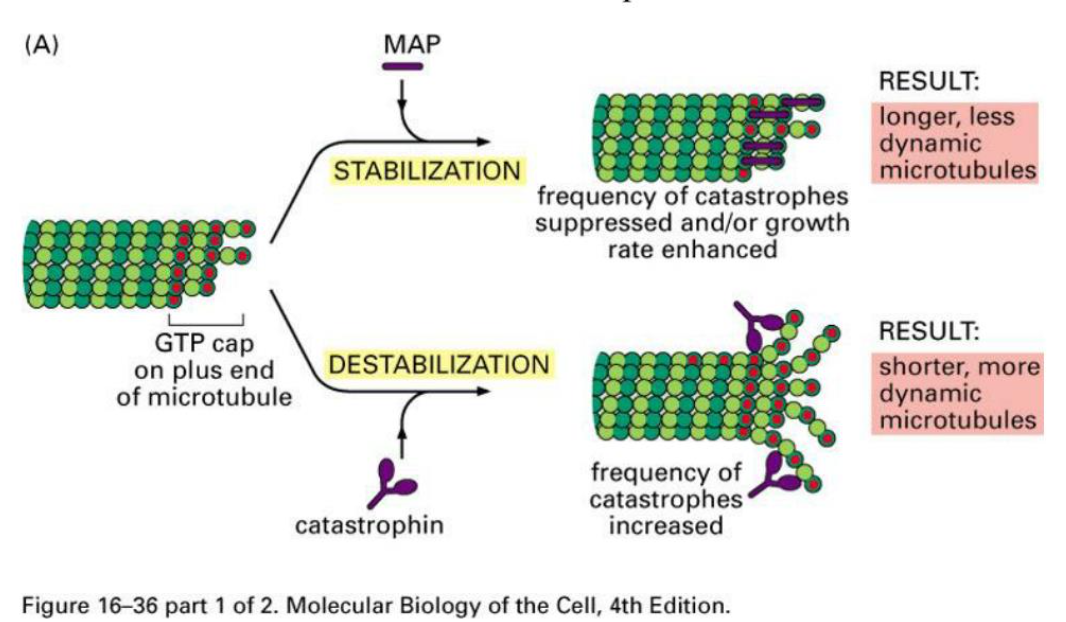 (A)
MAP
STABILIZATION
frequency of catastrophes
suppressed and/or growth
rate enhanced
RESULT:
longer, less
dynamic
microtubules
GTP cap
on plus end
of microtubule
DESTABILIZATION
catastrophin
frequency of
catastrophes
increased
RESULT:
shorter, more
dynamic
microtubules
Figure 16–36 part 1 of 2. Molecular Biology of the Cell, 4th Edition.